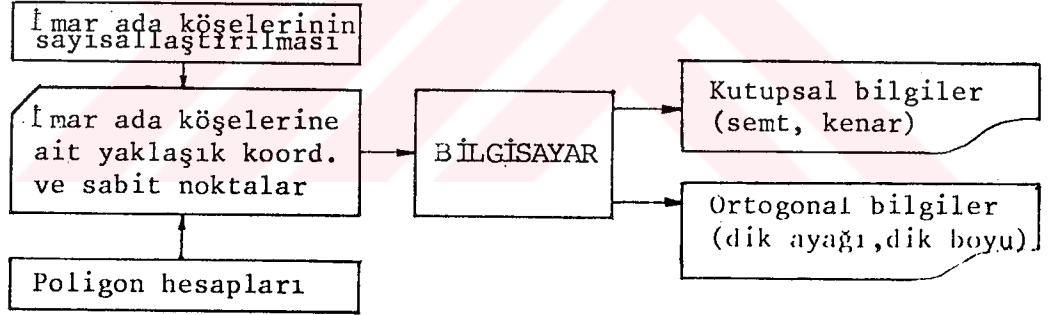 İmar ada köşelerinin
sayısallaştırılması
İmar ada köşelerine
ait yaklaşık koord.
ve sabit noktalar
Poligon hesapları
BİLGİSAYAR
Kutupsal bilgiler
(semt, kenar)
Ortogonal bilgiler
(dik ayağı,dik boyu)